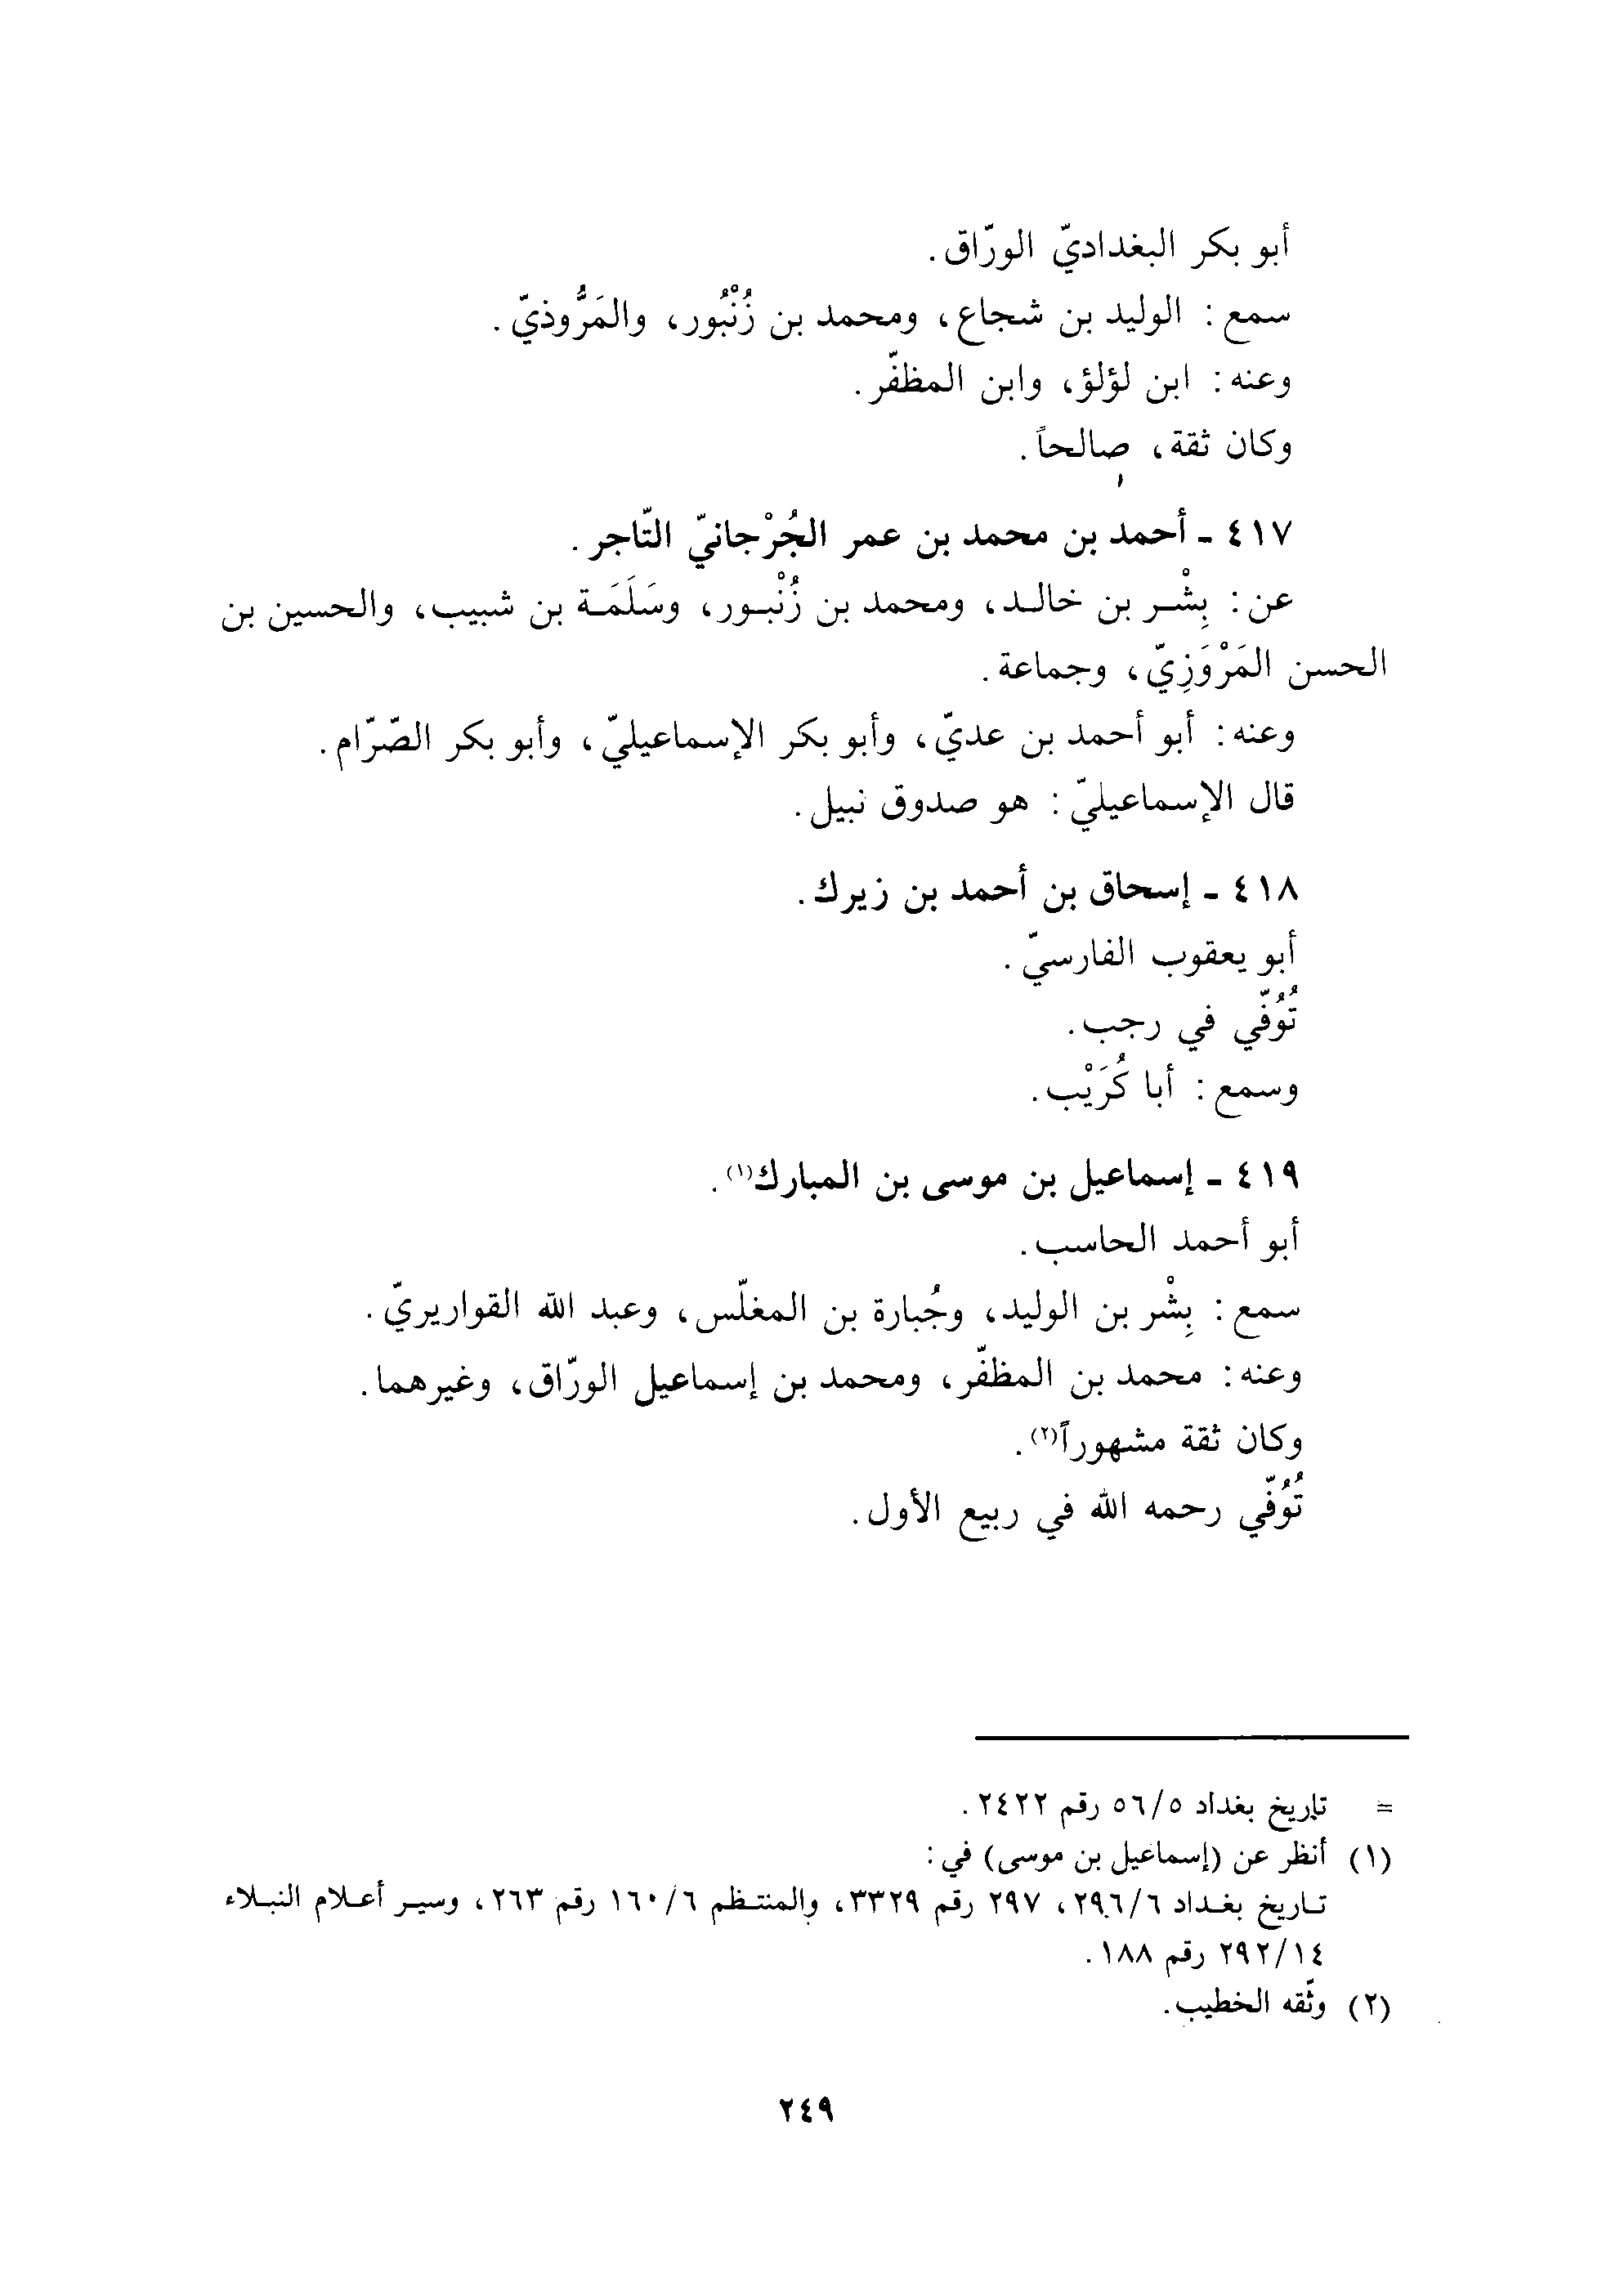 أبو بكر البغداديّ الورّاق.
سمع: الوليد بن شجاع، ومحمد بن زُنْبُور، والمَرُّوذيّ.
وعنه: ابن لؤلؤ، وابن المظفّر.
وكان ثقة، صالحاً.
٤١٧ ـ أحمد بن محمد بن عمر الجُرْجانيّ التّاجر.
عن: بِشْر بن خالد، ومحمد بن زُنْبور، وسَلَمَة بن شبيب، والحسين بن
الحسن المَرْوَزِيّ، وجماعة.
وعنه: أبو أحمد بن عديّ، وأبو بكر الإسماعيليّ، وأبو بكر الصّرّام.
قال الإسماعيليّ: هو صدوق نبيل.
٤١٨ ـ إسحاق بن أحمد بن زيرك.
أبو يعقوب الفارسيّ.
تُوُفّي في رجب.
وسمع: أبا كُرَيْب.
٤١٩ ـ إسماعيل بن موسى بن المبارك(١).
أبو أحمد الحاسب.
سمع: بِشْر بن الوليد، وجُبارة بن المغلّس، وعبد الله القواريريّ.
وعنه: محمد بن المظفّر، ومحمد بن إسماعيل الورّاق، وغيرهما.
وكان ثقة مشهوراً(٢).
تُوُفّي رحمه الله في ربيع الأول.
= تاريخ بغداد ٥/٥٦ رقم ٢٤٢٢.
(١) أنظر عن (إسماعيل بن موسى) في:
تاريخ بغداد ٦/٢٩٦، ٢٩٧ رقم ٣٣٢٩، والمنتظم ٦/١٦٠ رقم ٢٦٣، وسير أعلام النبلاء
١٤/٢٩٢ رقم ١٨٨.
(٢) وثّقه الخطيب.
٢٤٩